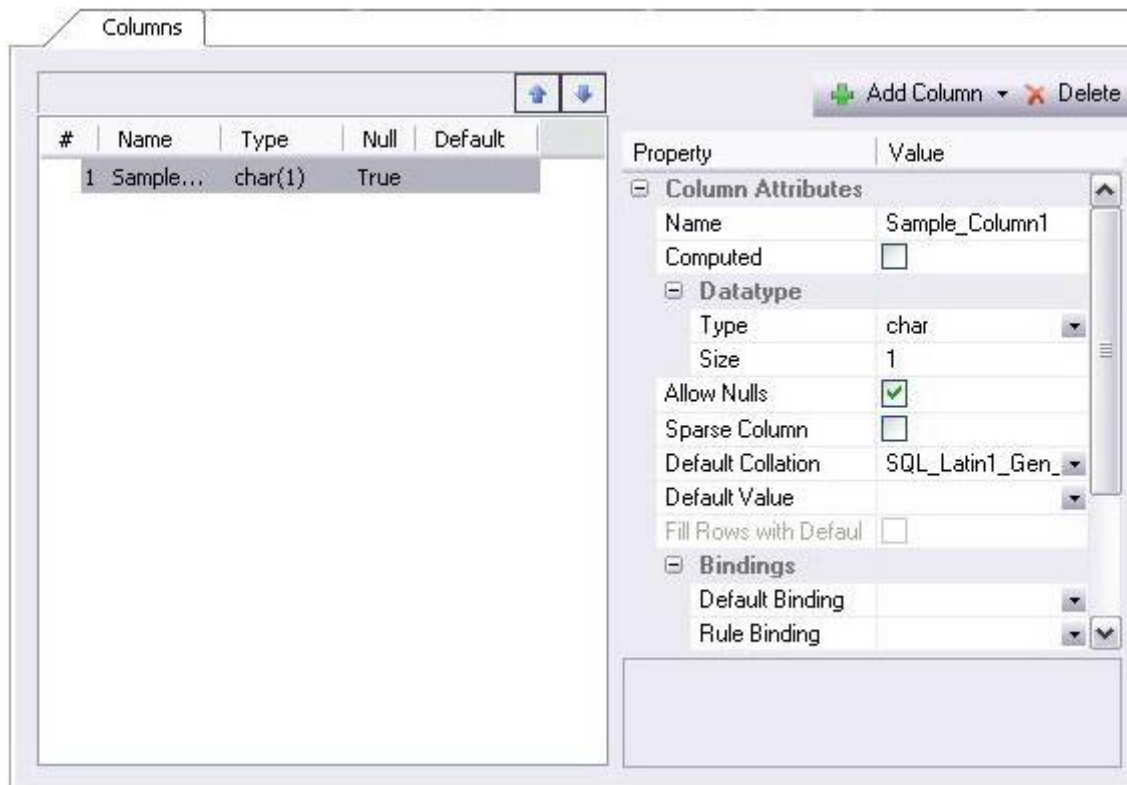 Columns
Add Column Delete
# Name Type Null Default
1 Sample... char(1) True
Property Value
Column Attributes
Name Sample_Column1
Computed
Datatype
Type char
Size 1
Allow Nulls
Sparse Column
Default Collation SQL_Latin1_Gen_
Default Value
Fill Rows with Defaul
Bindings
Default Binding
Rule Binding